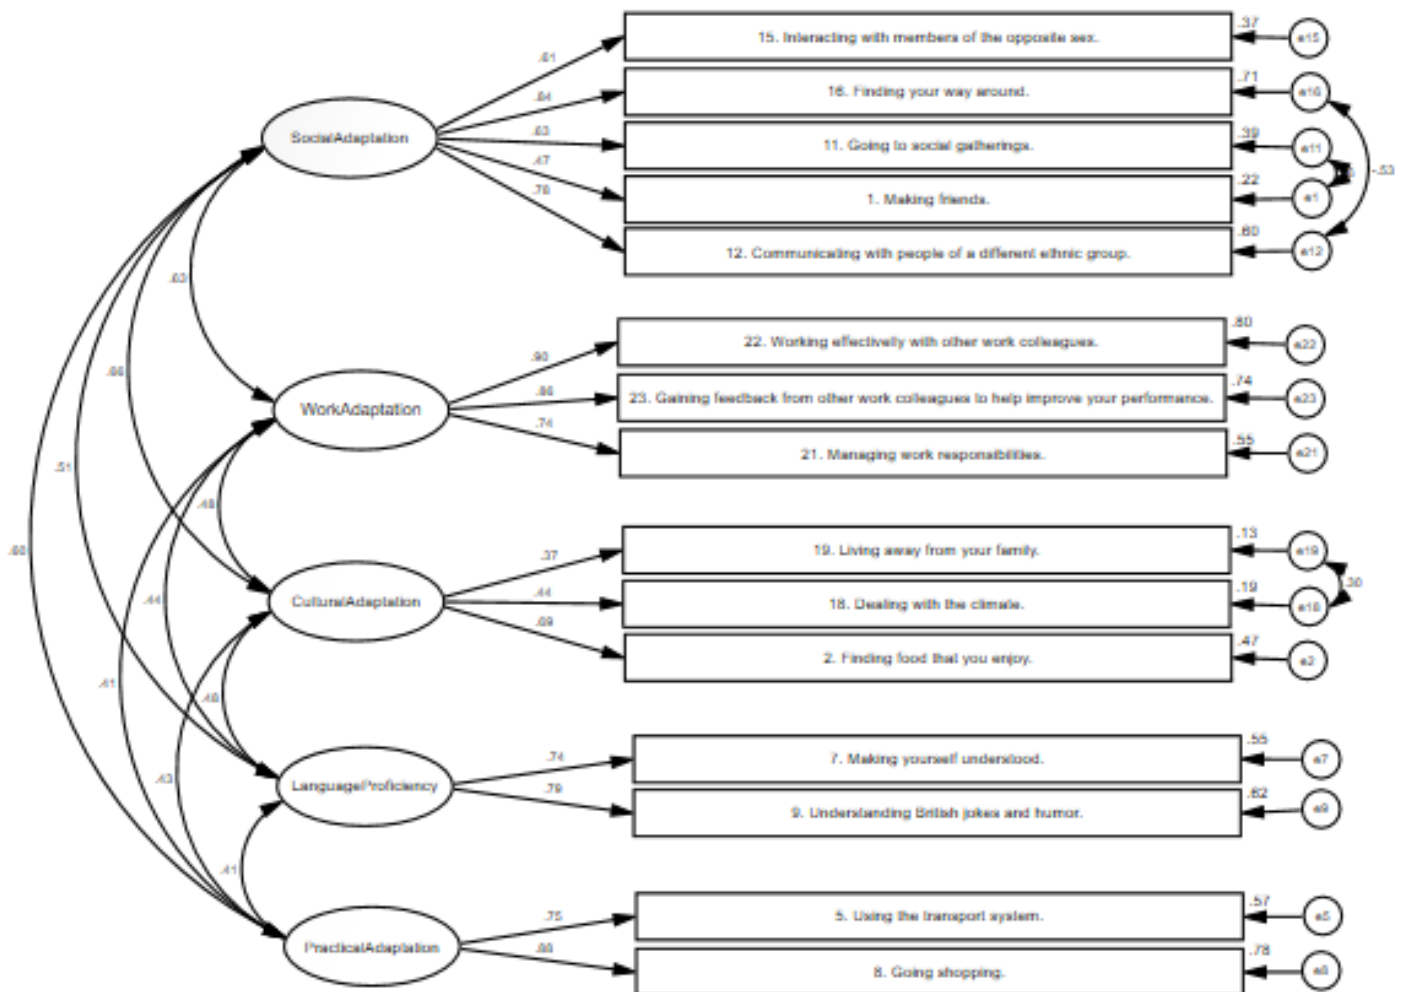 .37
15. Interacting with members of the opposite sex.
e15
.61
.71
16. Finding your way around.
e16
.84
SocialAdaptation
.63
.39
11. Going to social gatherings.
e11
-.53
.47
.22
1. Making friends.
e1
.78
.60
12. Communicating with people of a different ethnic group.
e12
.63
.80
22. Working effectively with other work colleagues.
e22
.90
.66
.86
.74
23. Gaining feedback from other work colleagues to help improve your performance.
e23
WorkAdaptation
.74
.55
21. Managing work responsibilities.
e21
.51
.48
.13
19. Living away from your family.
e19
.37
.60
.30
.44
.19
18. Dealing with the climate.
e18
CulturalAdaptation
.44
.69
.47
2. Finding food that you enjoy.
e2
.41
.48
.55
7. Making yourself understood.
e7
.74
.43
LanguageProficiency
.79
.62
9. Understanding British jokes and humor.
e9
.41
.57
5. Using the transport system.
e5
.75
PracticalAdaptation
.88
.78
8. Going shopping.
e8